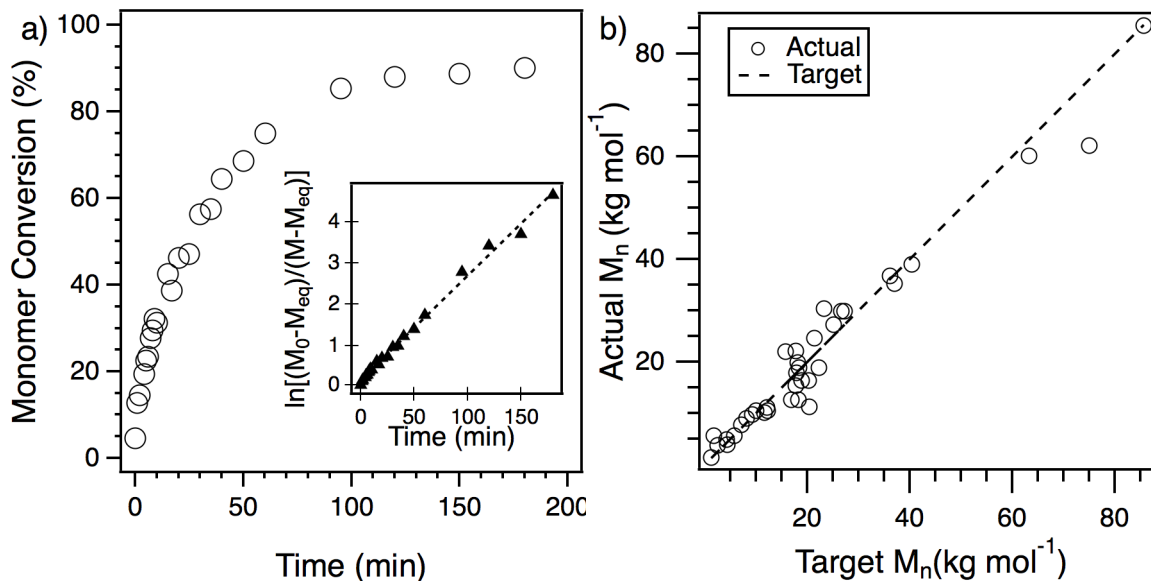 a)
Monomer Conversion (%)
100
80
60
40
20
0
0
50
100
150
200
Time (min)
ln[(M₀-Meq)/(M-Meq)]
4
3
2
1
0
0
50
100
150
Time (min)
b)
Actual
Target
Actual Mn (kg mol⁻¹)
80
60
40
20
20
40
60
80
Target Mn(kg mol⁻¹)